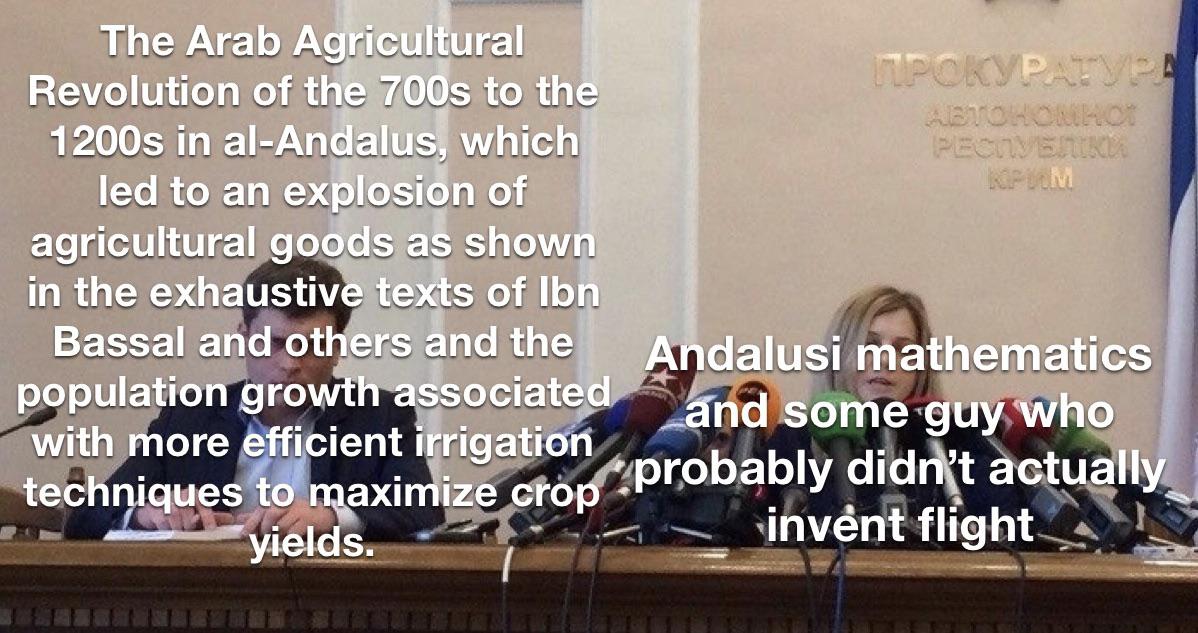 The Arab Agricultural
Revolution of the 700s to the
1200s in al-Andalus, which
led to an explosion of
agricultural goods as shown
in the exhaustive texts of Ibn
Bassal and others and the
population growth associated
with more efficient irrigation
techniques to maximize crop
yields.
ПРОКУРАТУРА
АВТОНОМНОЇ
РЕСПУБЛІКИ
КРИМ
Andalusi mathematics
and some guy who
probably didn’t actually
invent flight